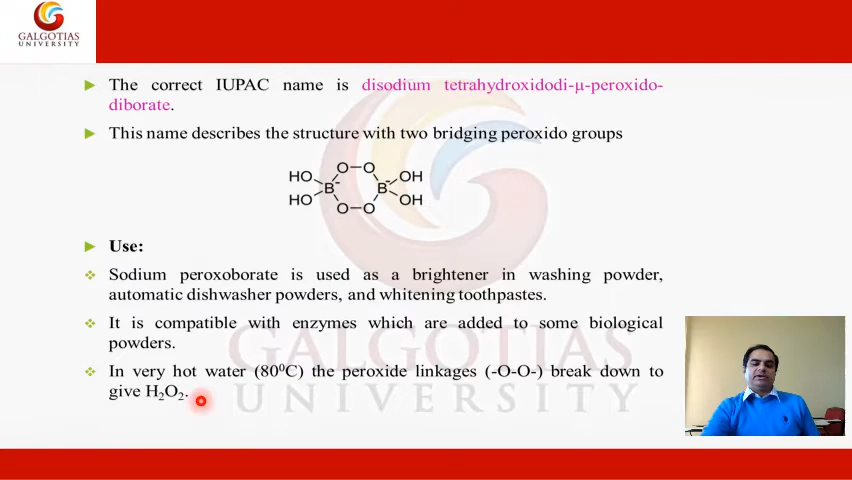 GALGOTIAS
UNIVERSITY
The correct IUPAC name is disodium tetrahydroxidodi-μ-peroxido-
diborate.
This name describes the structure with two bridging peroxido groups
HO O—O OH
B⁻ B⁻
HO O—O OH
Use:
Sodium peroxoborate is used as a brightener in washing powder,
automatic dishwasher powders, and whitening toothpastes.
It is compatible with enzymes which are added to some biological
powders.
In very hot water (80⁰C) the peroxide linkages (-O-O-) break down to
give H₂O₂.
GALGOTIAS
UNIVERSITY